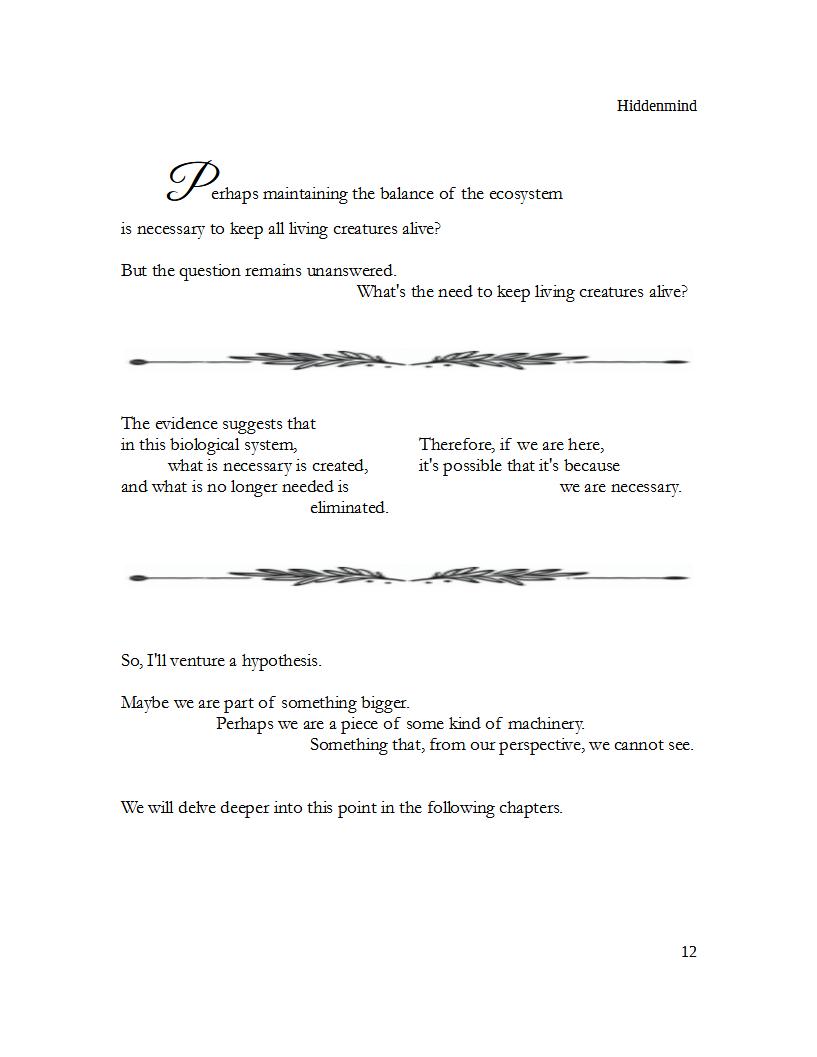 Hiddenmind
Perhaps maintaining the balance of the ecosystem
is necessary to keep all living creatures alive?
But the question remains unanswered.
What's the need to keep living creatures alive?
The evidence suggests that
in this biological system,
what is necessary is created,
and what is no longer needed is
eliminated.
Therefore, if we are here,
it's possible that it's because
we are necessary.
So, I'll venture a hypothesis.
Maybe we are part of something bigger.
Perhaps we are a piece of some kind of machinery.
Something that, from our perspective, we cannot see.
We will delve deeper into this point in the following chapters.
12